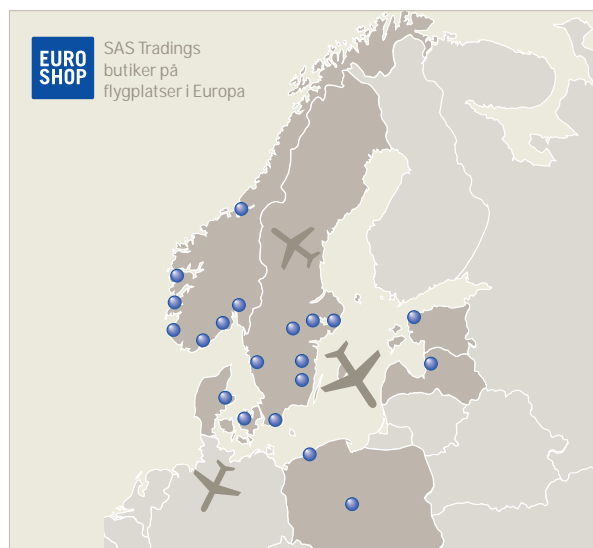 EURO
SHOP
SAS Tradings
butiker på
flygplatser i Europa